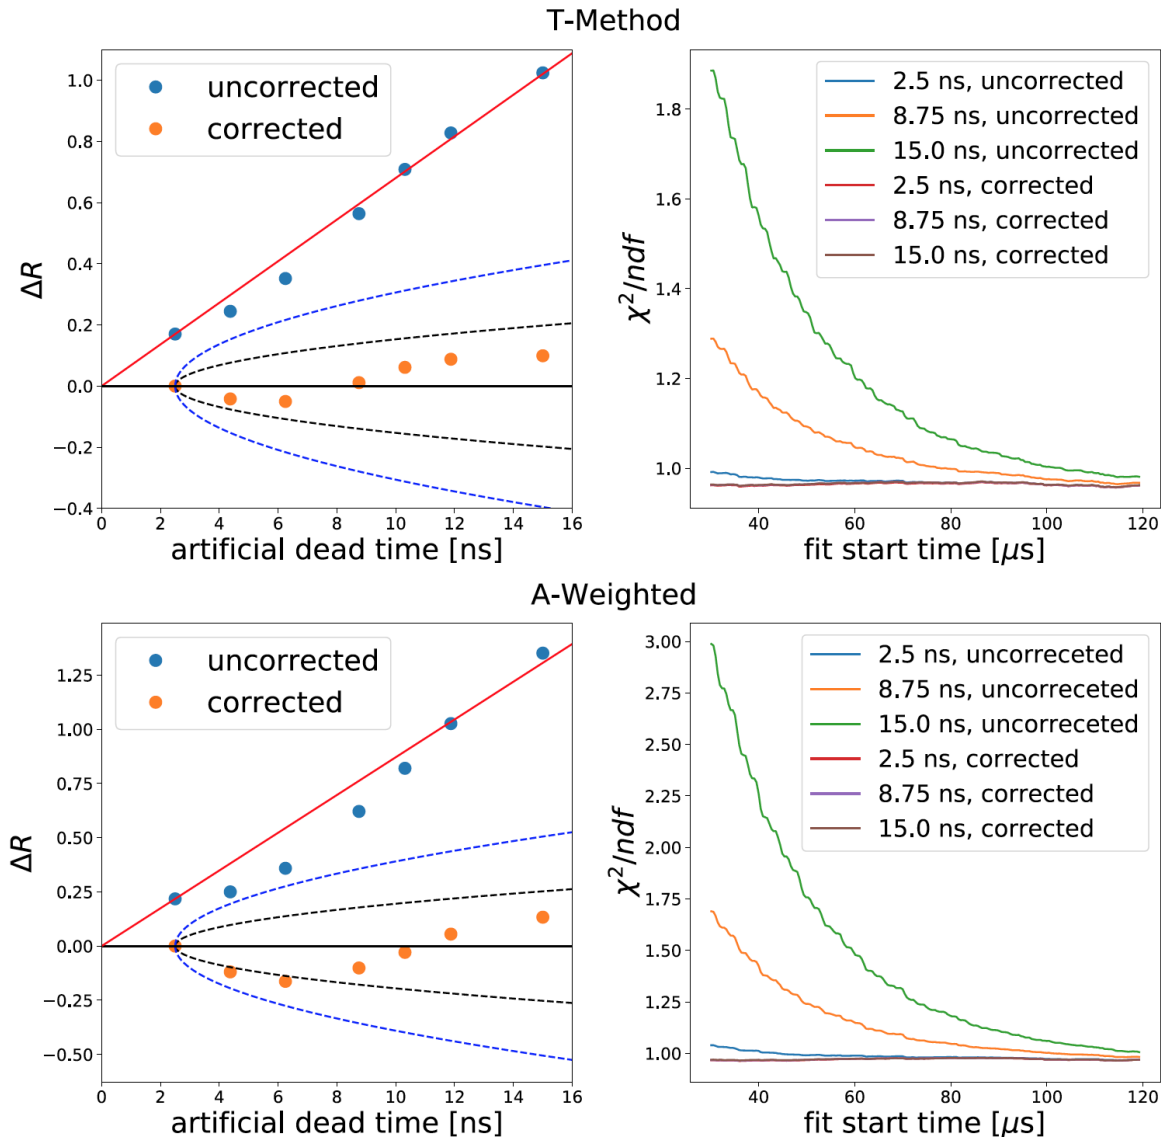 T-Method
uncorrected
corrected
1.0
0.8
0.6
0.4
0.2
0.0
−0.2
−0.4
ΔR
0 2 4 6 8 10 12 14 16
artificial dead time [ns]
2.5 ns, uncorrected
8.75 ns, uncorrected
15.0 ns, uncorrected
2.5 ns, corrected
8.75 ns, corrected
15.0 ns, corrected
1.8
1.6
1.4
1.2
1.0
χ²/ndf
40 60 80 100 120
fit start time [μs]
A-Weighted
uncorrected
corrected
1.25
1.00
0.75
0.50
0.25
0.00
−0.25
−0.50
ΔR
0 2 4 6 8 10 12 14 16
artificial dead time [ns]
2.5 ns, uncorreceted
8.75 ns, uncorreceted
15.0 ns, uncorreceted
2.5 ns, corrected
8.75 ns, corrected
15.0 ns, corrected
3.00
2.75
2.50
2.25
2.00
1.75
1.50
1.25
1.00
χ²/ndf
40 60 80 100 120
fit start time [μs]